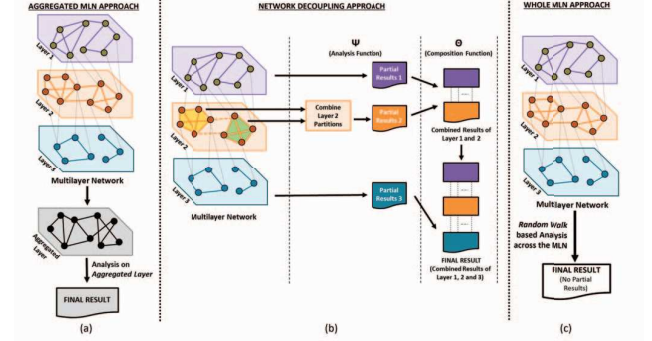 AGGREGATED MLN APPROACH
Layer 1
Layer 2
Layer 3
Multilayer Network
Aggregated
Layer
Analysis on
Aggregated Layer
FINAL RESULT
(a)
NETWORK DECOUPLING APPROACH
Ψ
(Analysis Function)
Θ
(Composition Function)
Layer 1
Layer 2
Layer 3
Multilayer Network
Combine
Layer 2
Partitions
Partial
Results 1
Partial
Results 2
Partial
Results 3
Combined Results of
Layer 1 and 2
FINAL RESULT
(Combined Results of
Layer 1, 2 and 3)
(b)
WHOLE MLN APPROACH
Layer 1
Layer 2
Layer 3
Multilayer Network
Random Walk
based Analysis
across the MLN
FINAL RESULT
(No Partial
Results)
(c)